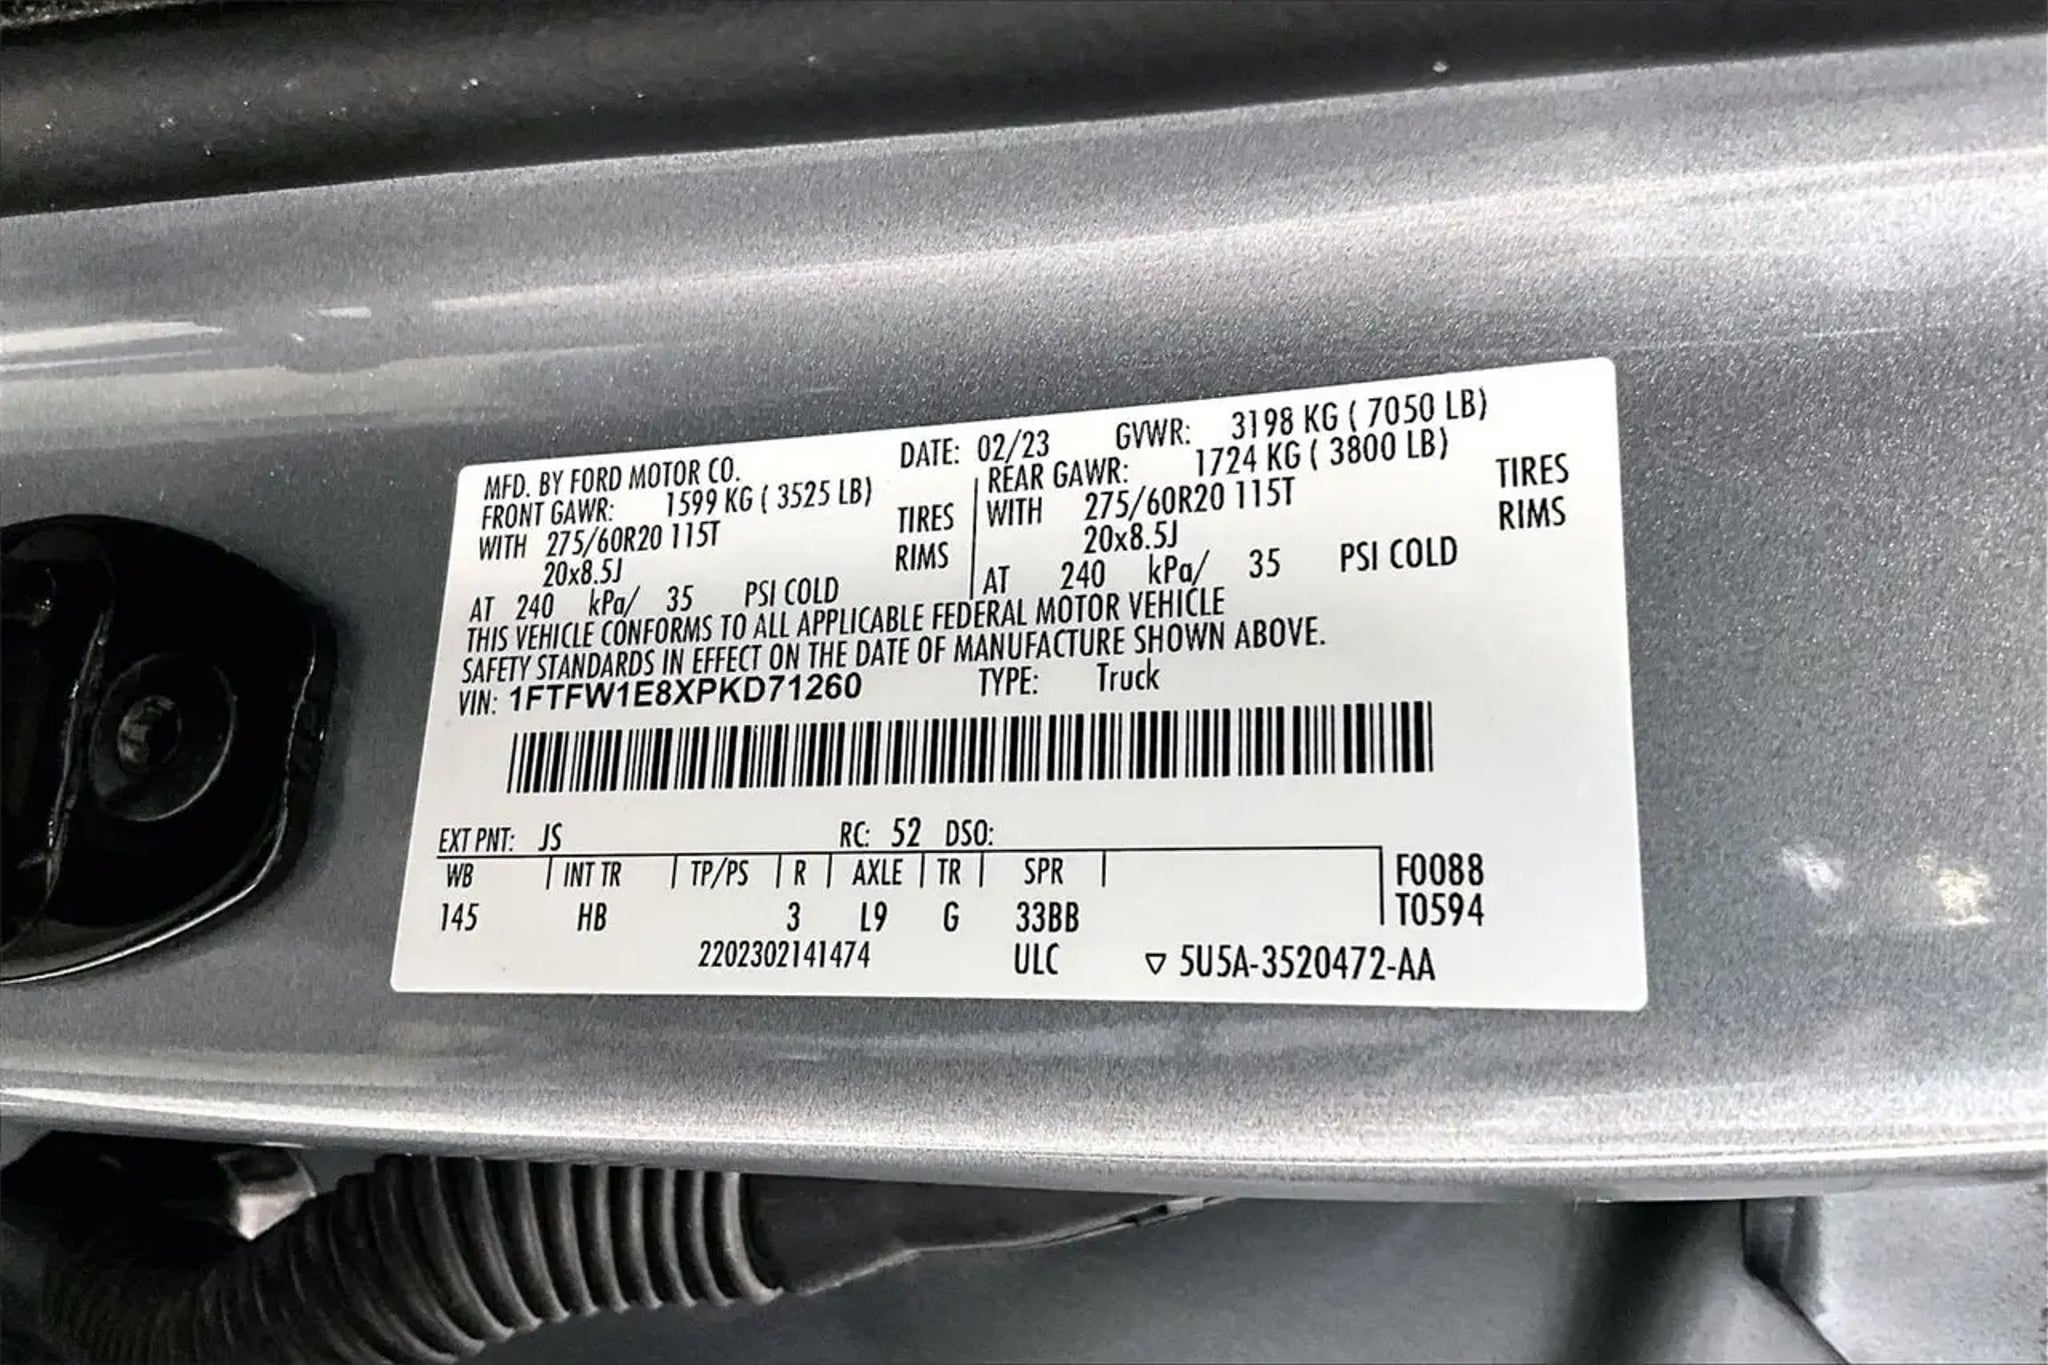 MFD. BY FORD MOTOR CO. DATE: 02/23 GVWR: 3198 KG ( 7050 LB)
FRONT GAWR: 1599 KG ( 3525 LB) REAR GAWR: 1724 KG ( 3800 LB)
WITH 275/60R20 115T TIRES WITH 275/60R20 115T TIRES
20x8.5J RIMS 20x8.5J RIMS
AT 240 kPa/ 35 PSI COLD AT 240 kPa/ 35 PSI COLD
THIS VEHICLE CONFORMS TO ALL APPLICABLE FEDERAL MOTOR VEHICLE
SAFETY STANDARDS IN EFFECT ON THE DATE OF MANUFACTURE SHOWN ABOVE.
VIN: 1FTFW1E8XPKD71260 TYPE: Truck
EXT PNT: JS RC: 52 DSO:
WB INT TR TP/PS R AXLE TR SPR F0088
145 HB 3 L9 G 33BB T0594
2202302141474 ULC ▽ 5U5A-3520472-AA